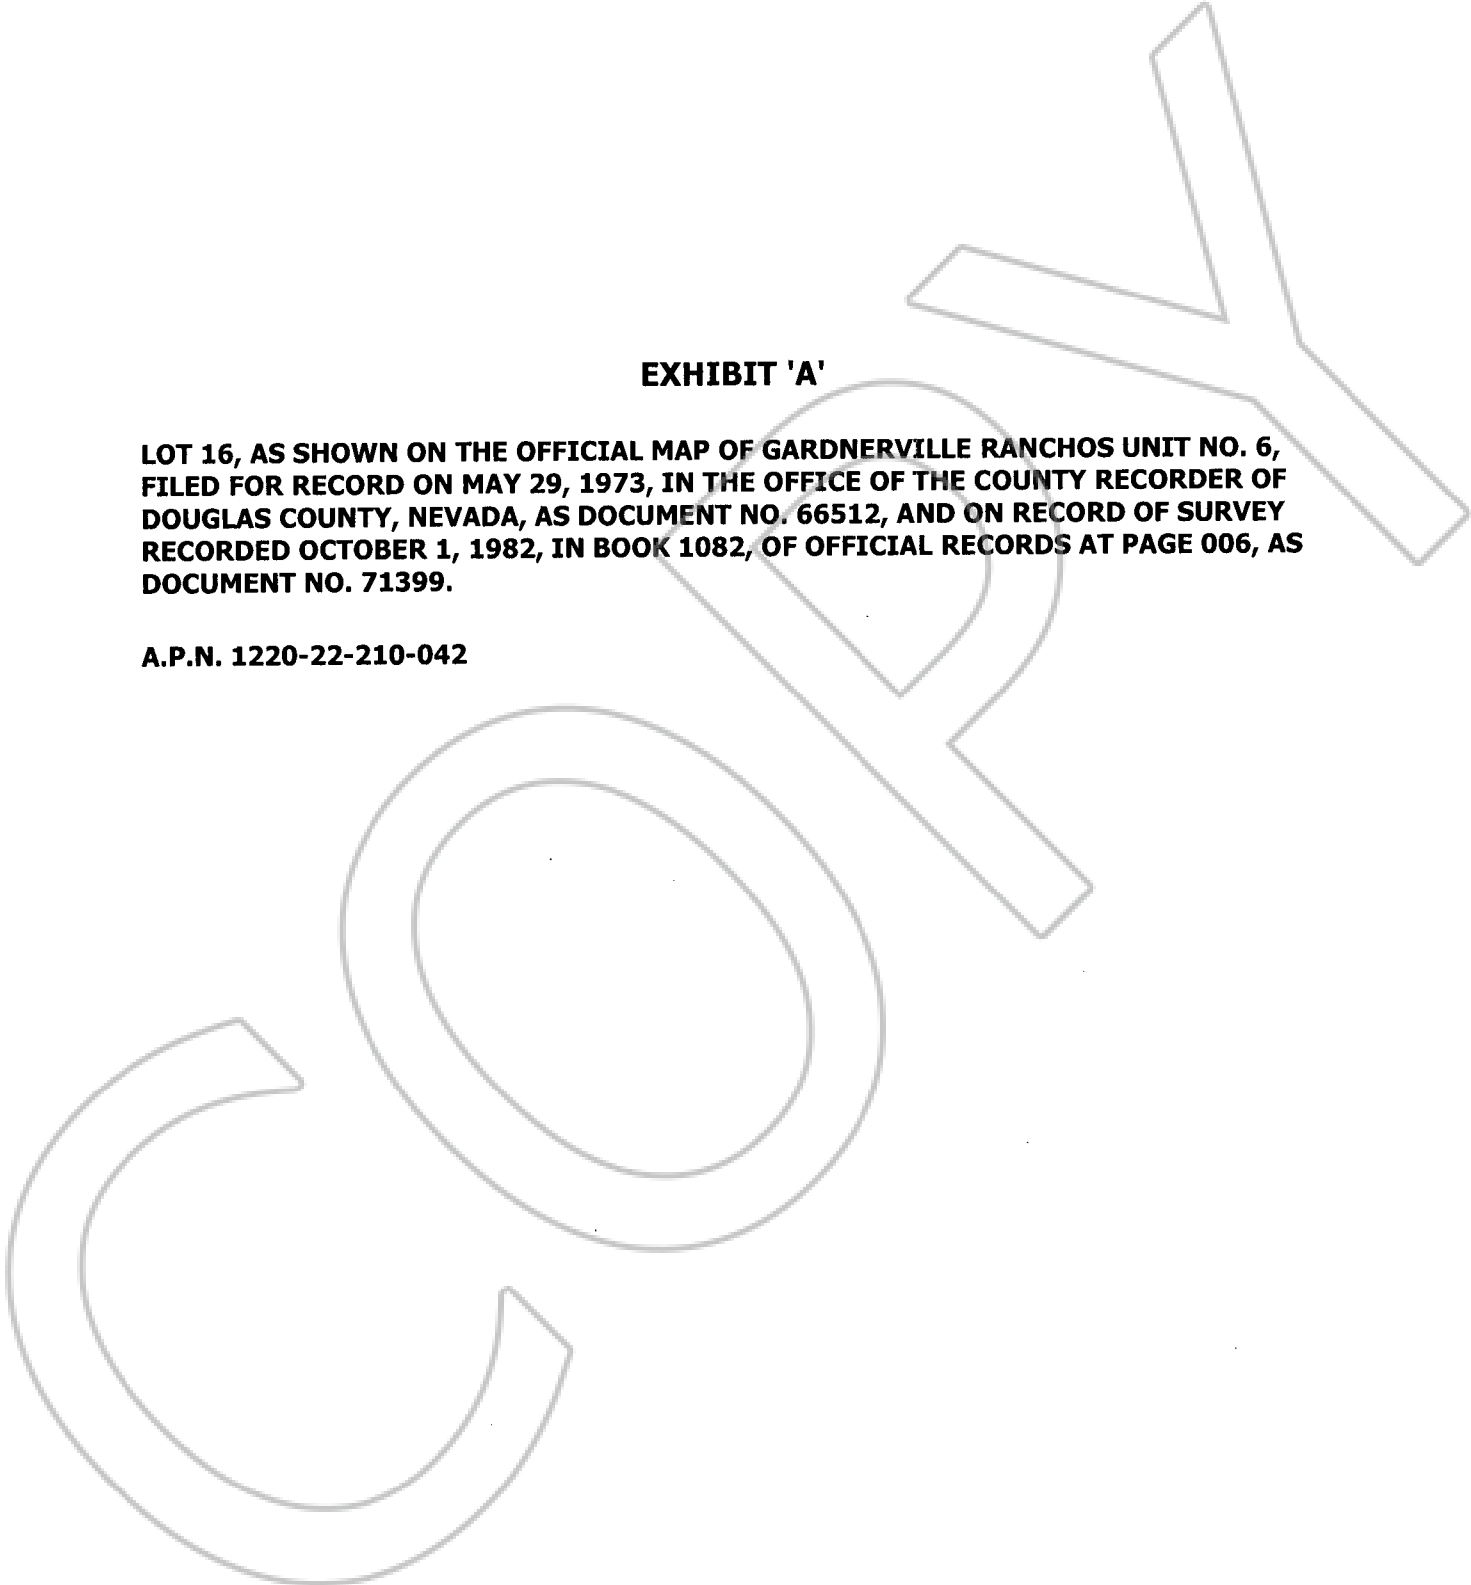 EXHIBIT 'A'
LOT 16, AS SHOWN ON THE OFFICIAL MAP OF GARDNERVILLE RANCHOS UNIT NO. 6,
FILED FOR RECORD ON MAY 29, 1973, IN THE OFFICE OF THE COUNTY RECORDER OF
DOUGLAS COUNTY, NEVADA, AS DOCUMENT NO. 66512, AND ON RECORD OF SURVEY
RECORDED OCTOBER 1, 1982, IN BOOK 1082, OF OFFICIAL RECORDS AT PAGE 006, AS
DOCUMENT NO. 71399.
A.P.N. 1220-22-210-042
COPY